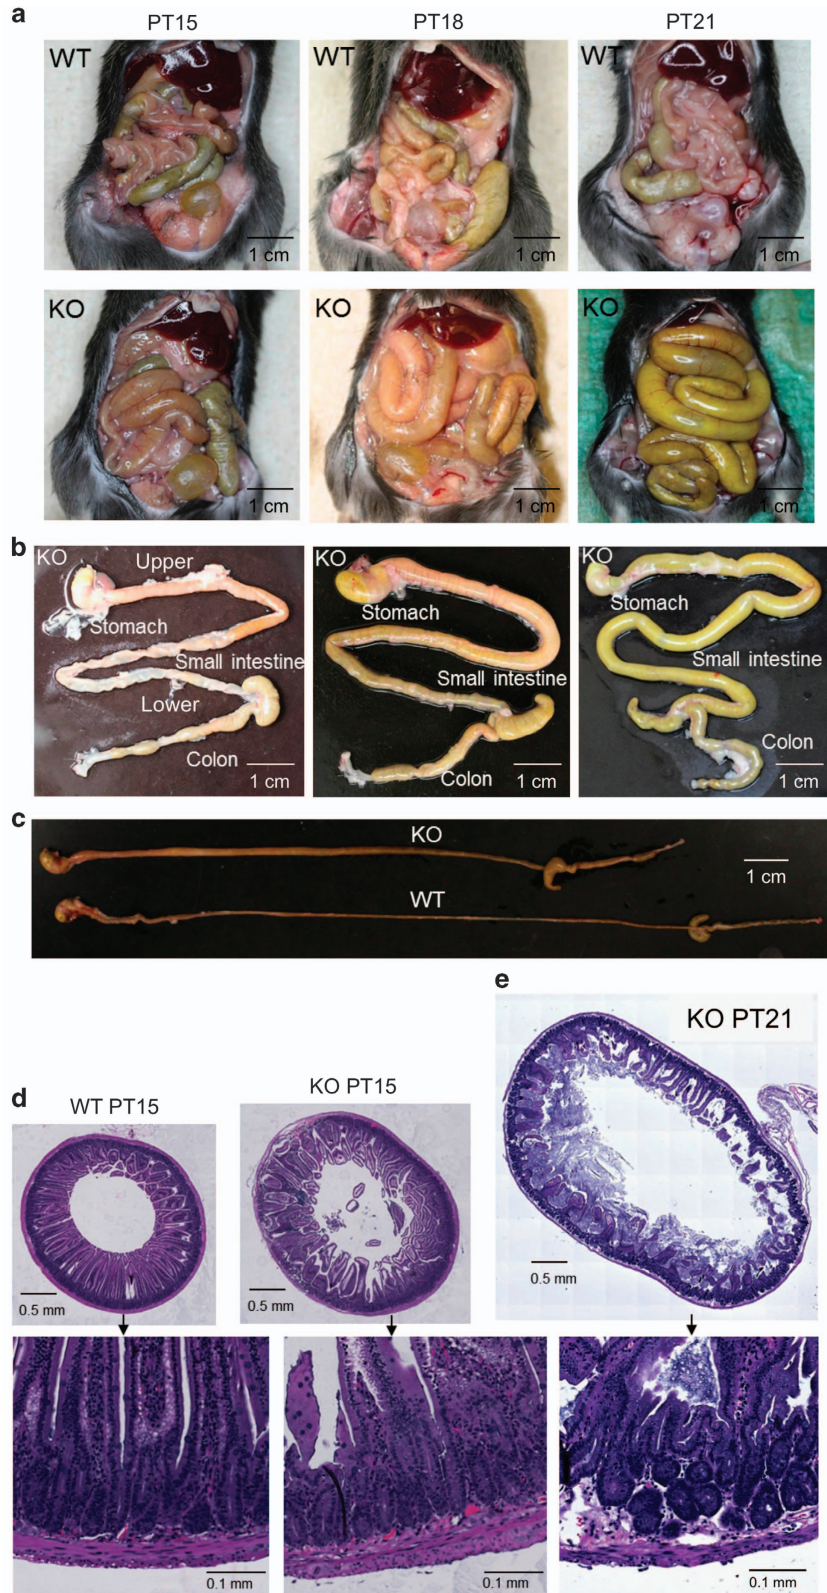 a
PT15 PT18 PT21
WT WT WT
1 cm 1 cm 1 cm
KO KO KO
1 cm 1 cm 1 cm
b
KO KO KO
Upper
Stomach Stomach Stomach
Small intestine Small intestine Small intestine
Lower
Colon Colon Colon
1 cm 1 cm 1 cm
c
KO
1 cm
WT
e
KO PT21
d
WT PT15 KO PT15
0.5 mm 0.5 mm 0.5 mm
0.1 mm 0.1 mm 0.1 mm